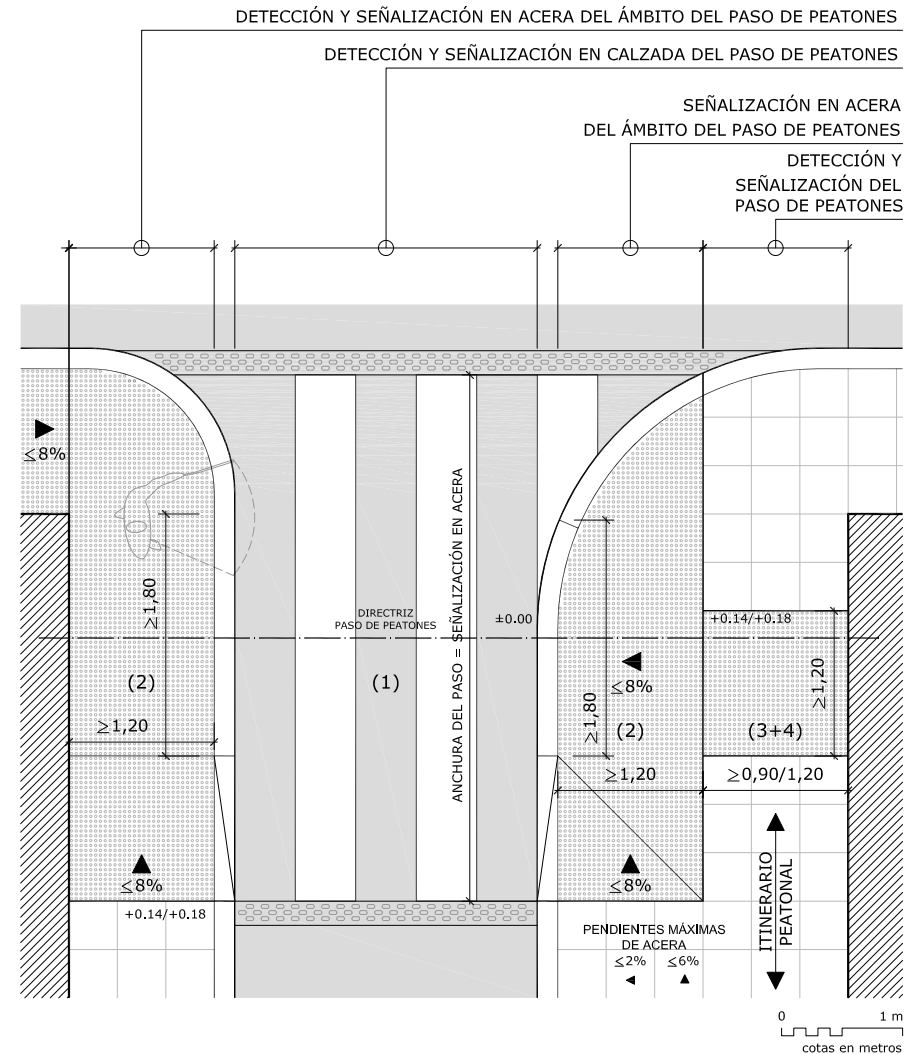 DETECCIÓN Y SEÑALIZACIÓN EN ACERA DEL ÁMBITO DEL PASO DE PEATONES
DETECCIÓN Y SEÑALIZACIÓN EN CALZADA DEL PASO DE PEATONES
SEÑALIZACIÓN EN ACERA
DEL ÁMBITO DEL PASO DE PEATONES
DETECCIÓN Y
SEÑALIZACIÓN DEL
PASO DE PEATONES
≤8%
≥1,80
DIRECTRIZ
PASO DE PEATONES
ANCHURA DEL PASO = SEÑALIZACIÓN EN ACERA
±0.00
+0.14/+0.18
(2)
≥1,20
(1)
≤8%
≥1,80
(2)
≥1,20
≥1,20
(3+4)
≥0,90/1,20
≤8%
+0.14/+0.18
≤8%
PENDIENTES MÁXIMAS
DE ACERA
≤2% ≤6%
ITINERARIO
PEATONAL
0 1 m
cotas en metros